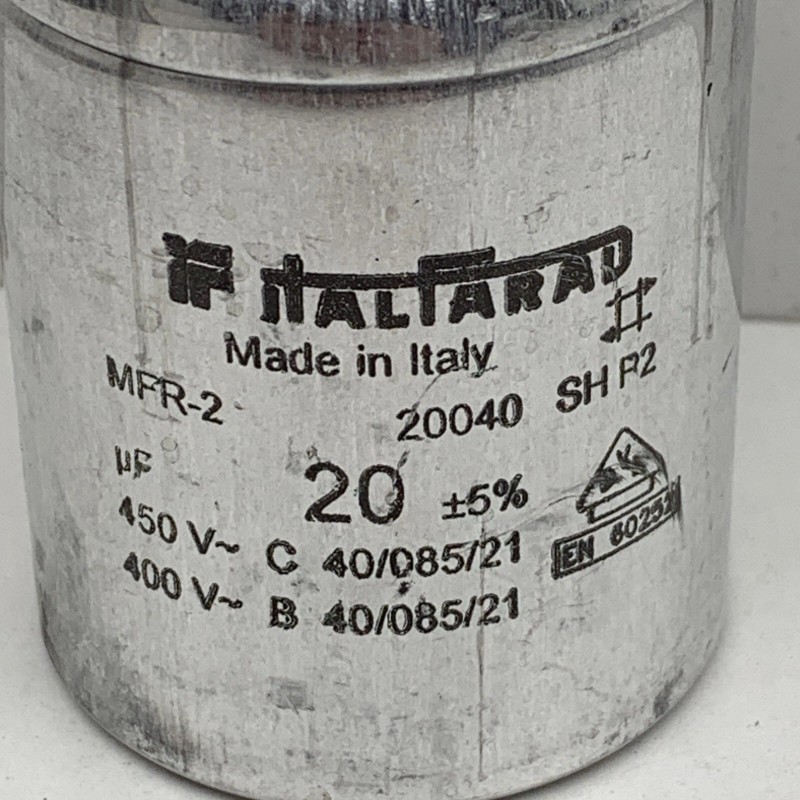 ITALFARAD
Made in Italy
MPR-2 20040 SH P2
µF 20 ±5%
450 V~ C 40/085/21
400 V~ B 40/085/21
EN 60252